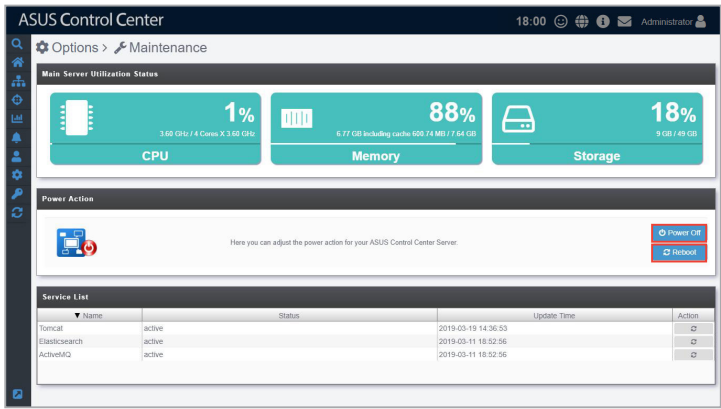 ASUS Control Center
18:00
Administrator
Options > Maintenance
Main Server Utilization Status
1%
3.60 GHz / 4 Cores X 3.60 GHz
CPU
88%
6.77 GB including cache 600.74 MB / 7.64 GB
Memory
18%
9 GB / 49 GB
Storage
Power Action
Here you can adjust the power action for your ASUS Control Center Server.
Power Off
Reboot
Service List
▼ Name Status Update Time Action
Tomcat active 2019-03-19 14:36:53
Elasticsearch active 2019-03-11 18:52:56
ActiveMQ active 2019-03-11 18:52:56